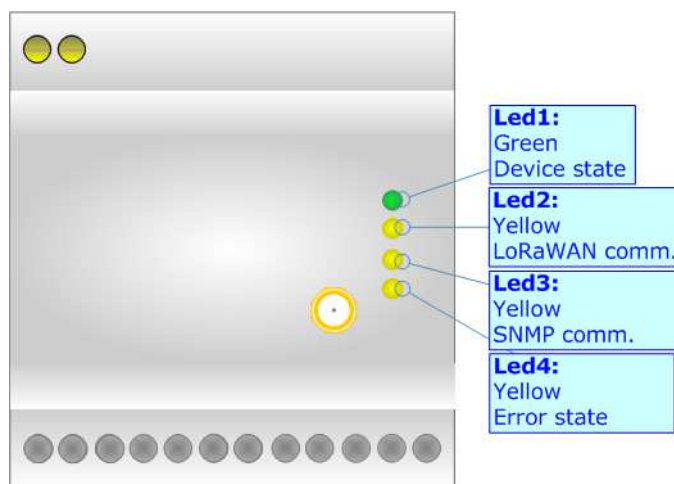 Led1:
Green
Device state
Led2:
Yellow
LoRaWAN comm.
Led3:
Yellow
SNMP comm.
Led4:
Yellow
Error state